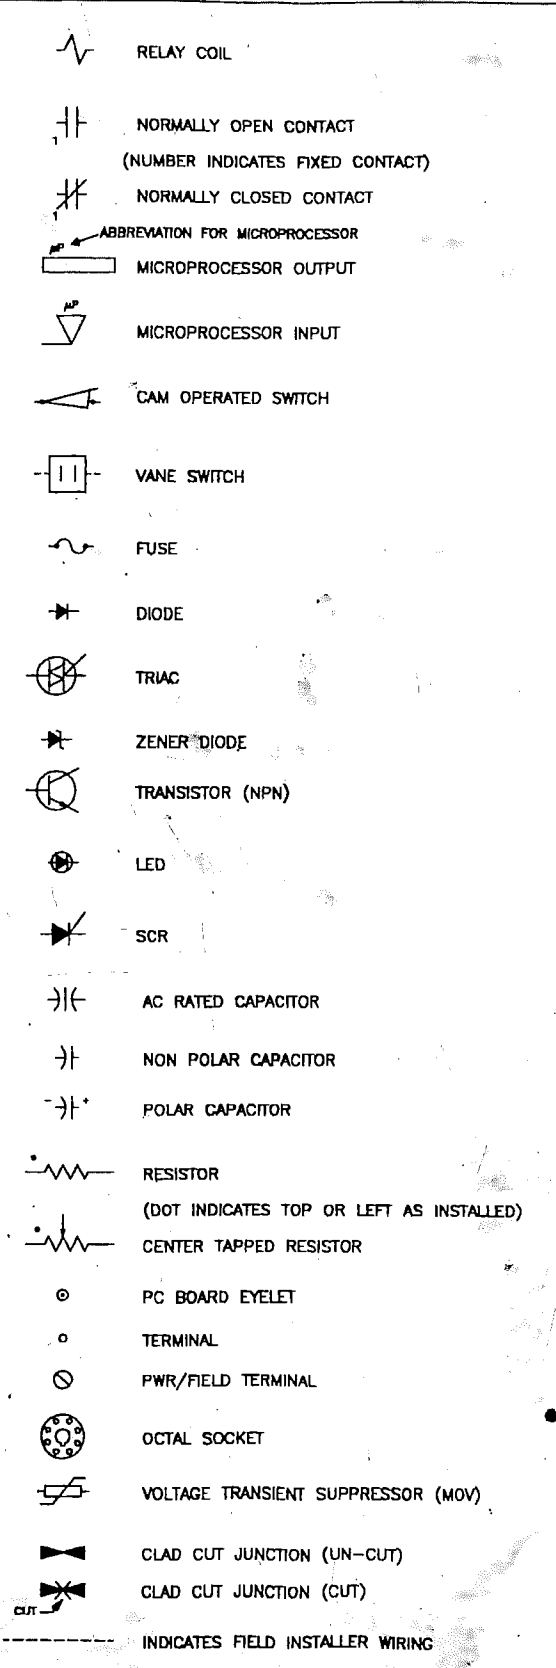 RELAY COIL
NORMALLY OPEN CONTACT
1
(NUMBER INDICATES FIXED CONTACT)
NORMALLY CLOSED CONTACT
1
ABBREVIATION FOR MICROPROCESSOR
μP
MICROPROCESSOR OUTPUT
μP
MICROPROCESSOR INPUT
CAM OPERATED SWITCH
VANE SWITCH
FUSE
DIODE
TRIAC
ZENER DIODE
TRANSISTOR (NPN)
LED
SCR
AC RATED CAPACITOR
NON POLAR CAPACITOR
- + POLAR CAPACITOR
RESISTOR
(DOT INDICATES TOP OR LEFT AS INSTALLED)
CENTER TAPPED RESISTOR
PC BOARD EYELET
TERMINAL
PWR/FIELD TERMINAL
OCTAL SOCKET
VOLTAGE TRANSIENT SUPPRESSOR (MOV)
CLAD CUT JUNCTION (UN-CUT)
CLAD CUT JUNCTION (CUT)
CUT
INDICATES FIELD INSTALLER WIRING